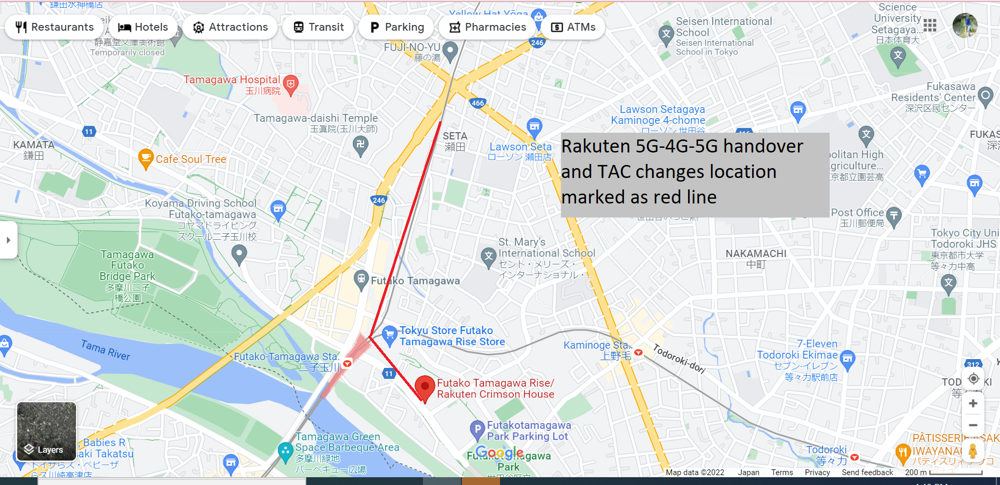 鎌田水神橋店
Restaurants
Hotels
Attractions
Transit
Parking
Pharmacies
ATMs
Yellow Hat Yōga
静嘉堂文庫美術館
Temporarily closed
FUJI-NO-YU
藤の湯
246
Seisen International
School
Seisen International
School in Tokyo
Science
University
Setagaya...
日本体育大
Tamagawa Hospital
玉川病院
466
Fukasawa
Residents' Center
深沢区民センター
Tamagawa-daishi Temple
玉眞院(玉川大師)
Lawson Setagaya
Kaminoge 4-chome
ローソン 世田谷
11
KAMATA
鎌田
SETA
瀬田
Lawson Seta
ローソン 瀬田店
FUKAS
Cafe Soul Tree
Rakuten 5G-4G-5G handover
and TAC changes location
marked as red line
politan High
griculture...
京都立園芸高
246
Koyama Driving School
Futako-tamagawa
コヤマドライビング
スクール二子玉川校
Post Office
玉川郵便局
Tokyo City Uni
Todoroki JHS
東京都市大学
等々力中高
St. Mary's
International School
セント・メリーズ・
インターナショナル・...
NAKAMACHI
中町
Tamagawa
Futako
Bridge Park
多摩川二子
橋公園
Futako Tamagawa
Tokyu Store Futako
Tamagawa Rise Store
Tama River
Futako-Tamagawa Sta.
二子玉川
Kaminoge Sta.
上野毛
Todoroki-dori
7-Eleven
Todoroki Ekimae
セブン-イレブン
等々力駅前店
312
11
Futako Tamagawa Rise/
Rakuten Crimson House
Futakotamagawa
Park Parking Lot
Tamagawa Green
Space Barbeque Area
多摩川緑地
バーベキュー広場
Babies R
aki Takatsu
トイザらス・ベビーザ
らス川崎高津店
Layers
Google
Park
Todoroki
等々力
PÂTISSERIE ASAK
IWAYANAG
Map data ©2022
Japan
Terms
Privacy
Send feedback
200 m